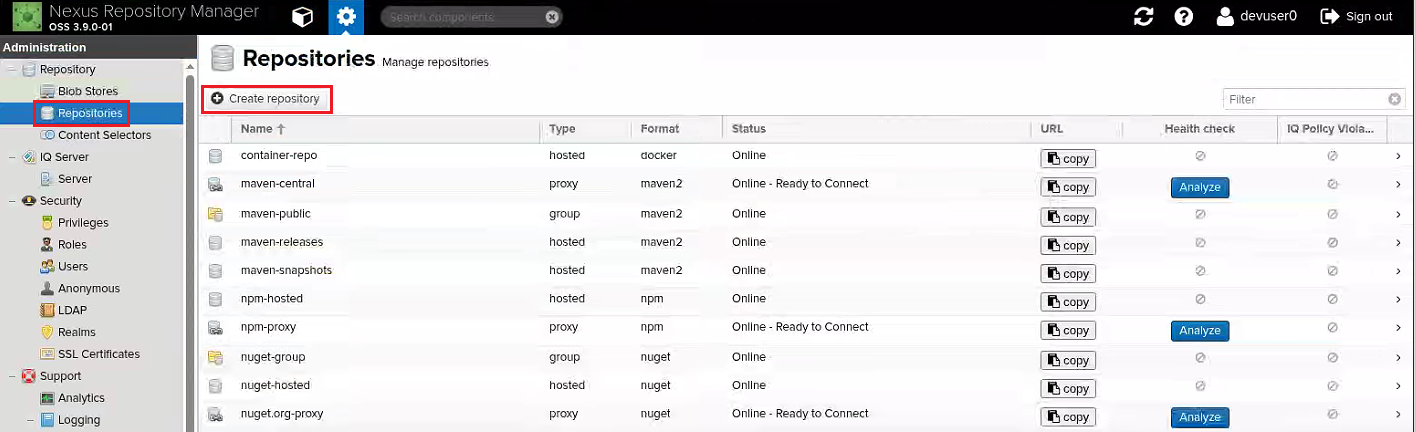 Nexus Repository Manager
OSS 3.9.0-01
Search components
devuser0
Sign out
Administration
Repository
Blob Stores
Repositories
Content Selectors
IQ Server
Server
Security
Privileges
Roles
Users
Anonymous
LDAP
Realms
SSL Certificates
Support
Analytics
Logging
Repositories Manage repositories
Create repository
Filter
Name Type Format Status URL Health check IQ Policy Viola...
container-repo hosted docker Online copy
maven-central proxy maven2 Online - Ready to Connect copy Analyze
maven-public group maven2 Online copy
maven-releases hosted maven2 Online copy
maven-snapshots hosted maven2 Online copy
npm-hosted hosted npm Online copy
npm-proxy proxy npm Online - Ready to Connect copy Analyze
nuget-group group nuget Online copy
nuget-hosted hosted nuget Online copy
nuget.org-proxy proxy nuget Online - Ready to Connect copy Analyze